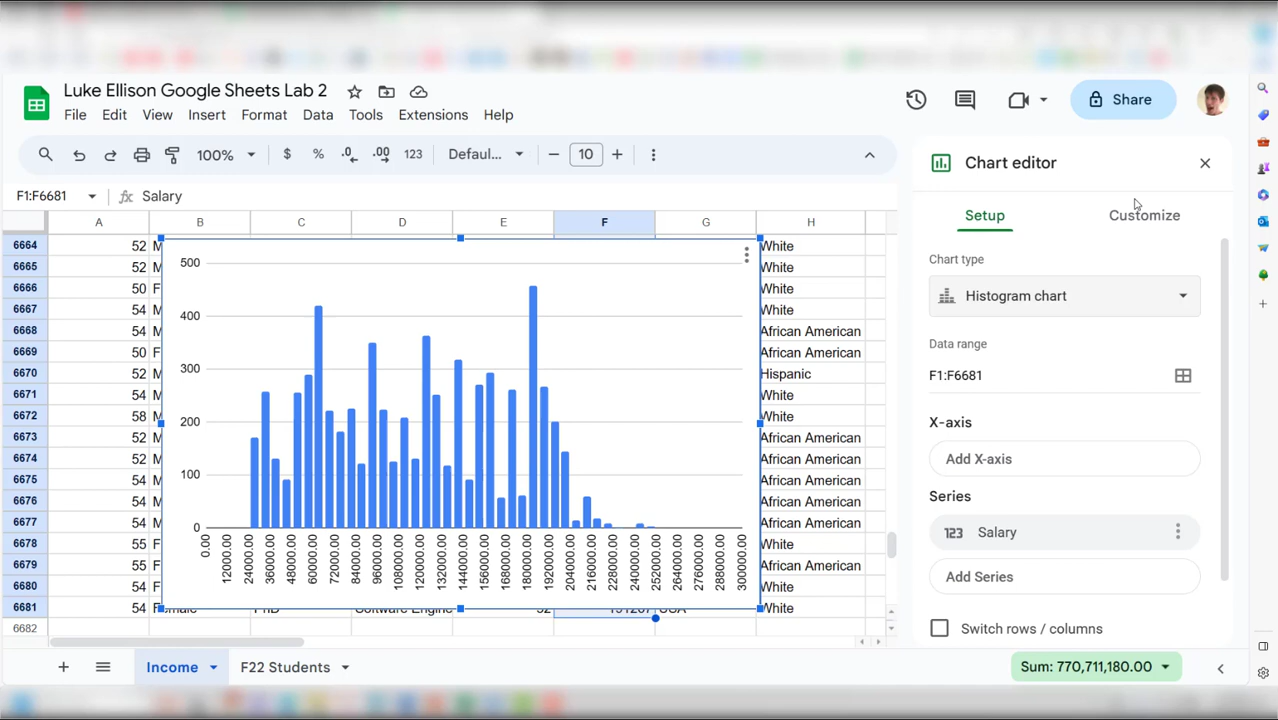 Luke Ellison Google Sheets Lab 2
Share
File Edit View Insert Format Data Tools Extensions Help
100% $ % .0 .00 123 Defaul... 10
Chart editor
F1:F6681 fx Salary
Setup Customize
A B C D E F G H
Chart type
Histogram chart
Data range
F1:F6681
X-axis
Add X-axis
Series
123 Salary
Add Series
Switch rows / columns
6664 52 M White
6665 52 M White
6666 50 F White
6667 54 M White
6668 54 M African American
6669 50 F African American
6670 52 M Hispanic
6671 54 M White
6672 58 M White
6673 52 M African American
6674 52 M African American
6675 54 M African American
6676 54 M African American
6677 54 M African American
6678 55 F White
6679 55 F African American
6680 54 F White
6681 54 Female PhD Software Engine 52 191267 USA White
6682
500
400
300
200
100
0
0.00 12000.00 24000.00 36000.00 48000.00 60000.00 72000.00 84000.00 96000.00 108000.00 120000.00 132000.00 144000.00 156000.00 168000.00 180000.00 192000.00 204000.00 216000.00 228000.00 240000.00 252000.00 264000.00 276000.00 288000.00 300000.00
Income F22 Students Sum: 770,711,180.00